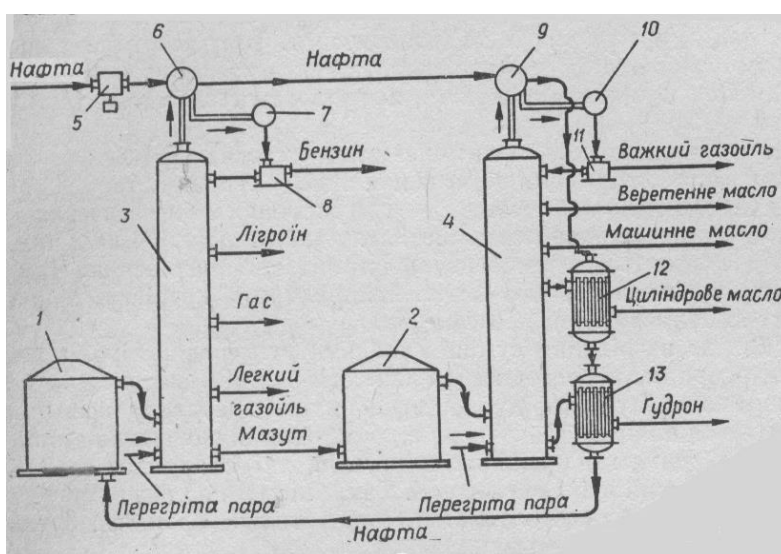 6
Нафта
9
10
Нафта
5
7
11
Бензин
Важкий газойль
8
Веретенне масло
3
4
Машинне масло
Лігроїн
12
Газ
Циліндрове масло
1
2
13
Легкий
газойль
Мазут
Гудрон
Перегріта пара
Перегріта пара
Нафта